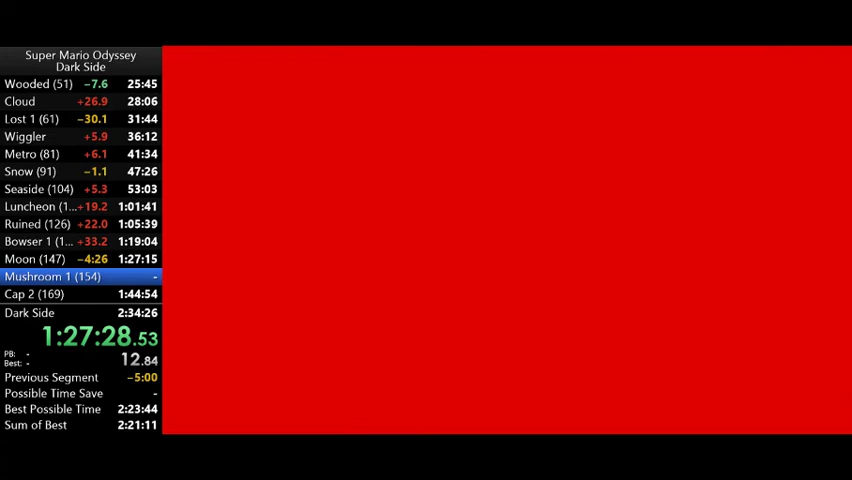 Super Mario Odyssey
Dark Side
Wooded (51) −7.6 25:45
Cloud +26.9 28:06
Lost 1 (61) −30.1 31:44
Wiggler +5.9 36:12
Metro (81) +6.1 41:34
Snow (91) −1.1 47:26
Seaside (104) +5.3 53:03
Luncheon (1... +19.2 1:01:41
Ruined (126) +22.0 1:05:39
Bowser 1 (1... +33.2 1:19:04
Moon (147) −4:26 1:27:15
Mushroom 1 (154) -
Cap 2 (169) 1:44:54
Dark Side 2:34:26
1:27:28.53
PB: - 12.84
Best: -
Previous Segment −5:00
Possible Time Save -
Best Possible Time 2:23:44
Sum of Best 2:21:11